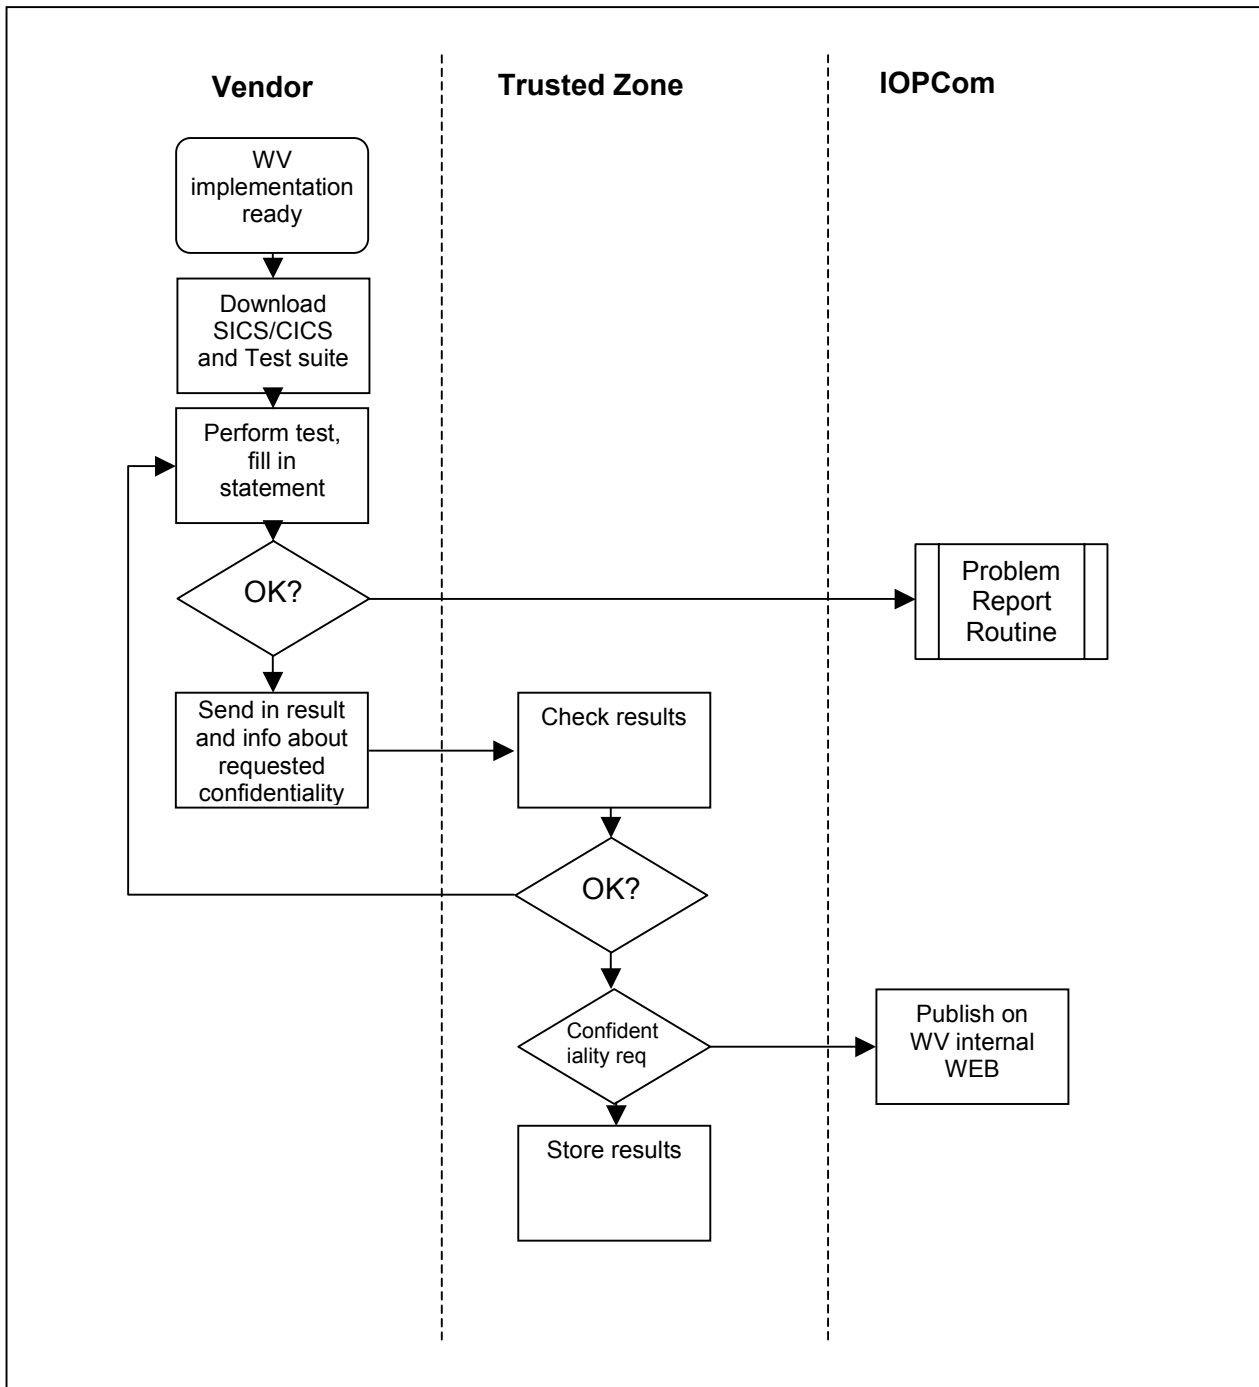 Vendor
Trusted Zone
IOPCom
WV
implementation
ready
Download
SICS/CICS
and Test suite
Perform test,
fill in
statement
OK?
Problem
Report
Routine
Send in result
and info about
requested
confidentiality
Check results
OK?
Confident
iality req
Publish on
WV internal
WEB
Store results